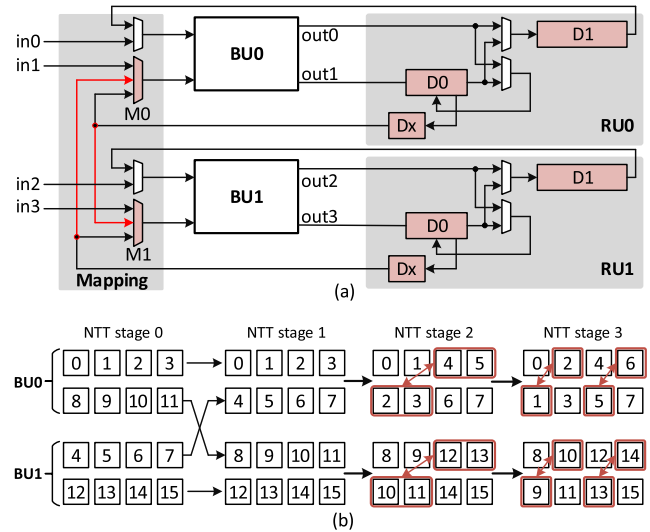 in0
in1
M0
BU0
out0
out1
D0
Dx
D1
RU0
in2
in3
M1
Mapping
BU1
out2
out3
D0
Dx
D1
RU1
(a)
NTT stage 0 NTT stage 1 NTT stage 2 NTT stage 3
BU0
0 1 2 3 0 1 2 3 0 1 4 5 0 2 4 6
8 9 10 11 4 5 6 7 2 3 6 7 1 3 5 7
BU1
4 5 6 7 8 9 10 11 8 9 12 13 8 10 12 14
12 13 14 15 12 13 14 15 10 11 14 15 9 11 13 15
(b)